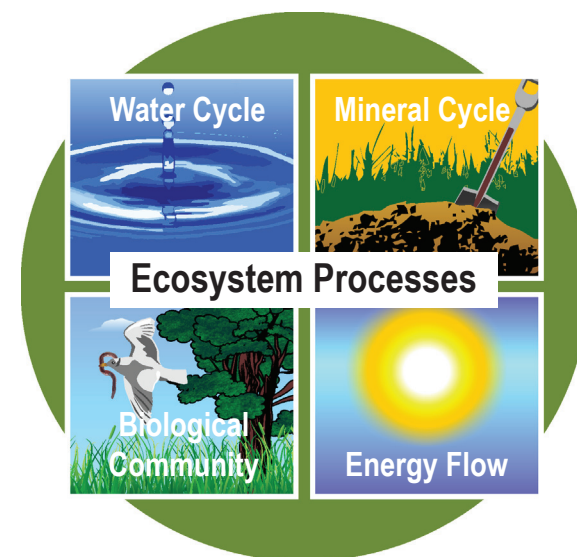 Water Cycle
Mineral Cycle
Ecosystem Processes
Biological
Community
Energy Flow